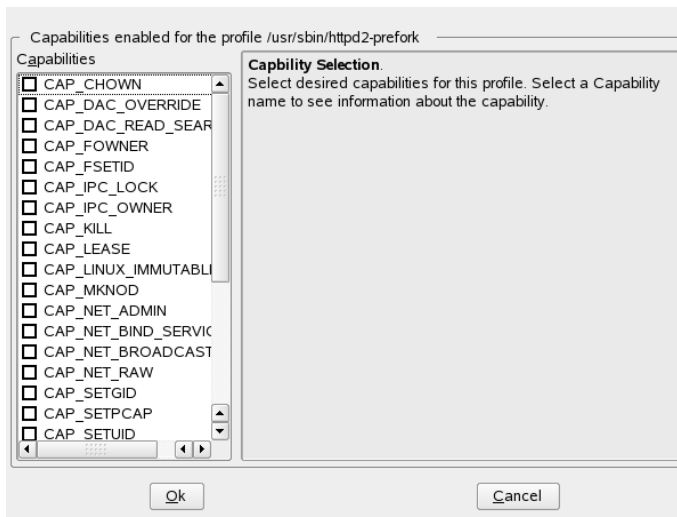 Capabilities enabled for the profile /usr/sbin/httpd2-prefork
Capabilities
CAP_CHOWN
CAP_DAC_OVERRIDE
CAP_DAC_READ_SEAR
CAP_FOWNER
CAP_FSETID
CAP_IPC_LOCK
CAP_IPC_OWNER
CAP_KILL
CAP_LEASE
CAP_LINUX_IMMUTABL
CAP_MKNOD
CAP_NET_ADMIN
CAP_NET_BIND_SERVIC
CAP_NET_BROADCAST
CAP_NET_RAW
CAP_SETGID
CAP_SETPCAP
CAP_SETUID
Capbility Selection.
Select desired capabilities for this profile. Select a Capability
name to see information about the capability.
Ok
Cancel